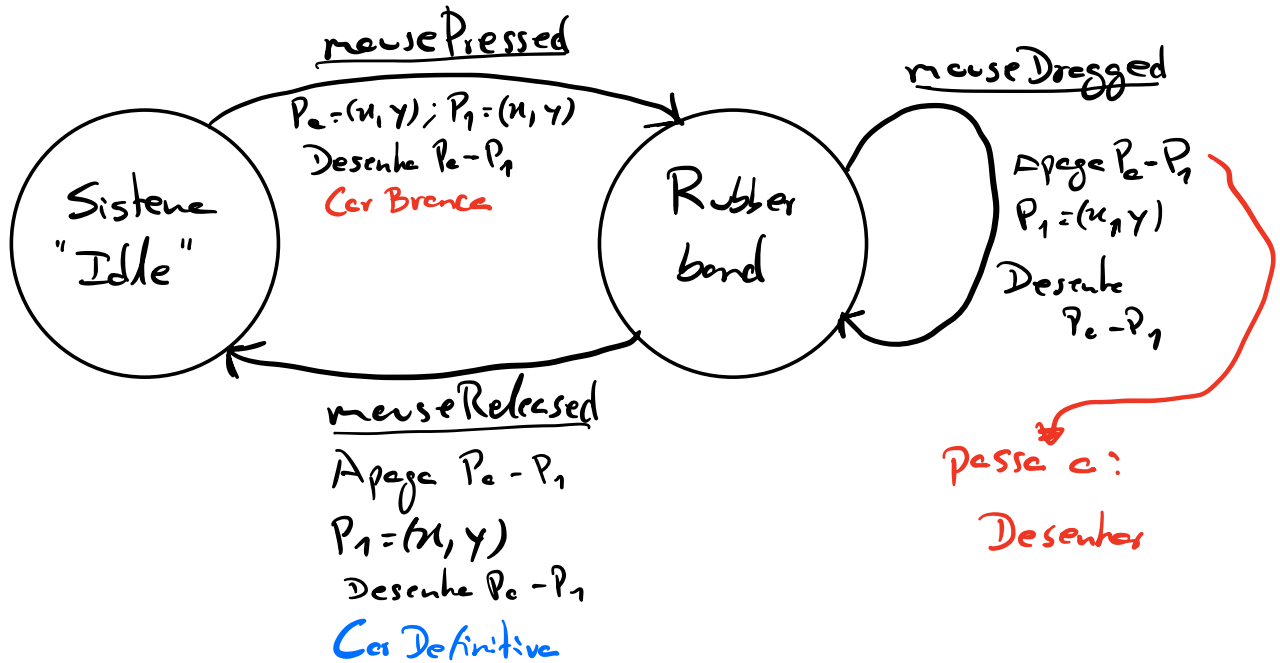 mousePressed
P₀=(x,y); P₁=(x,y)
Desenha P₀-P₁
Cor Branca
Sistema
"Idle"
Rubber
band
mouseDragged
Apaga P₀-P₁
P₁=(x,y)
Desenha
P₀-P₁
passa a:
Desenhar
mouseReleased
Apaga P₀-P₁
P₁=(x,y)
Desenha P₀-P₁
Cor Definitiva